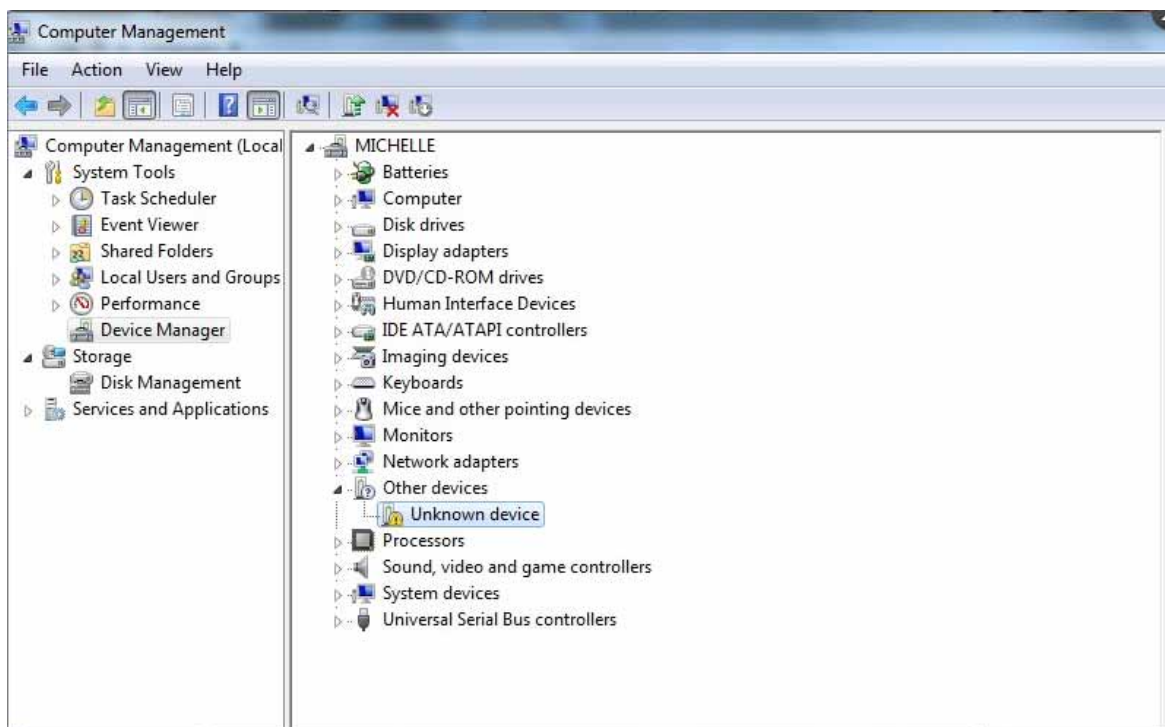 Computer Management
File Action View Help
Computer Management (Local
System Tools
Task Scheduler
Event Viewer
Shared Folders
Local Users and Groups
Performance
Device Manager
Storage
Disk Management
Services and Applications
MICHELLE
Batteries
Computer
Disk drives
Display adapters
DVD/CD-ROM drives
Human Interface Devices
IDE ATA/ATAPI controllers
Imaging devices
Keyboards
Mice and other pointing devices
Monitors
Network adapters
Other devices
Unknown device
Processors
Sound, video and game controllers
System devices
Universal Serial Bus controllers